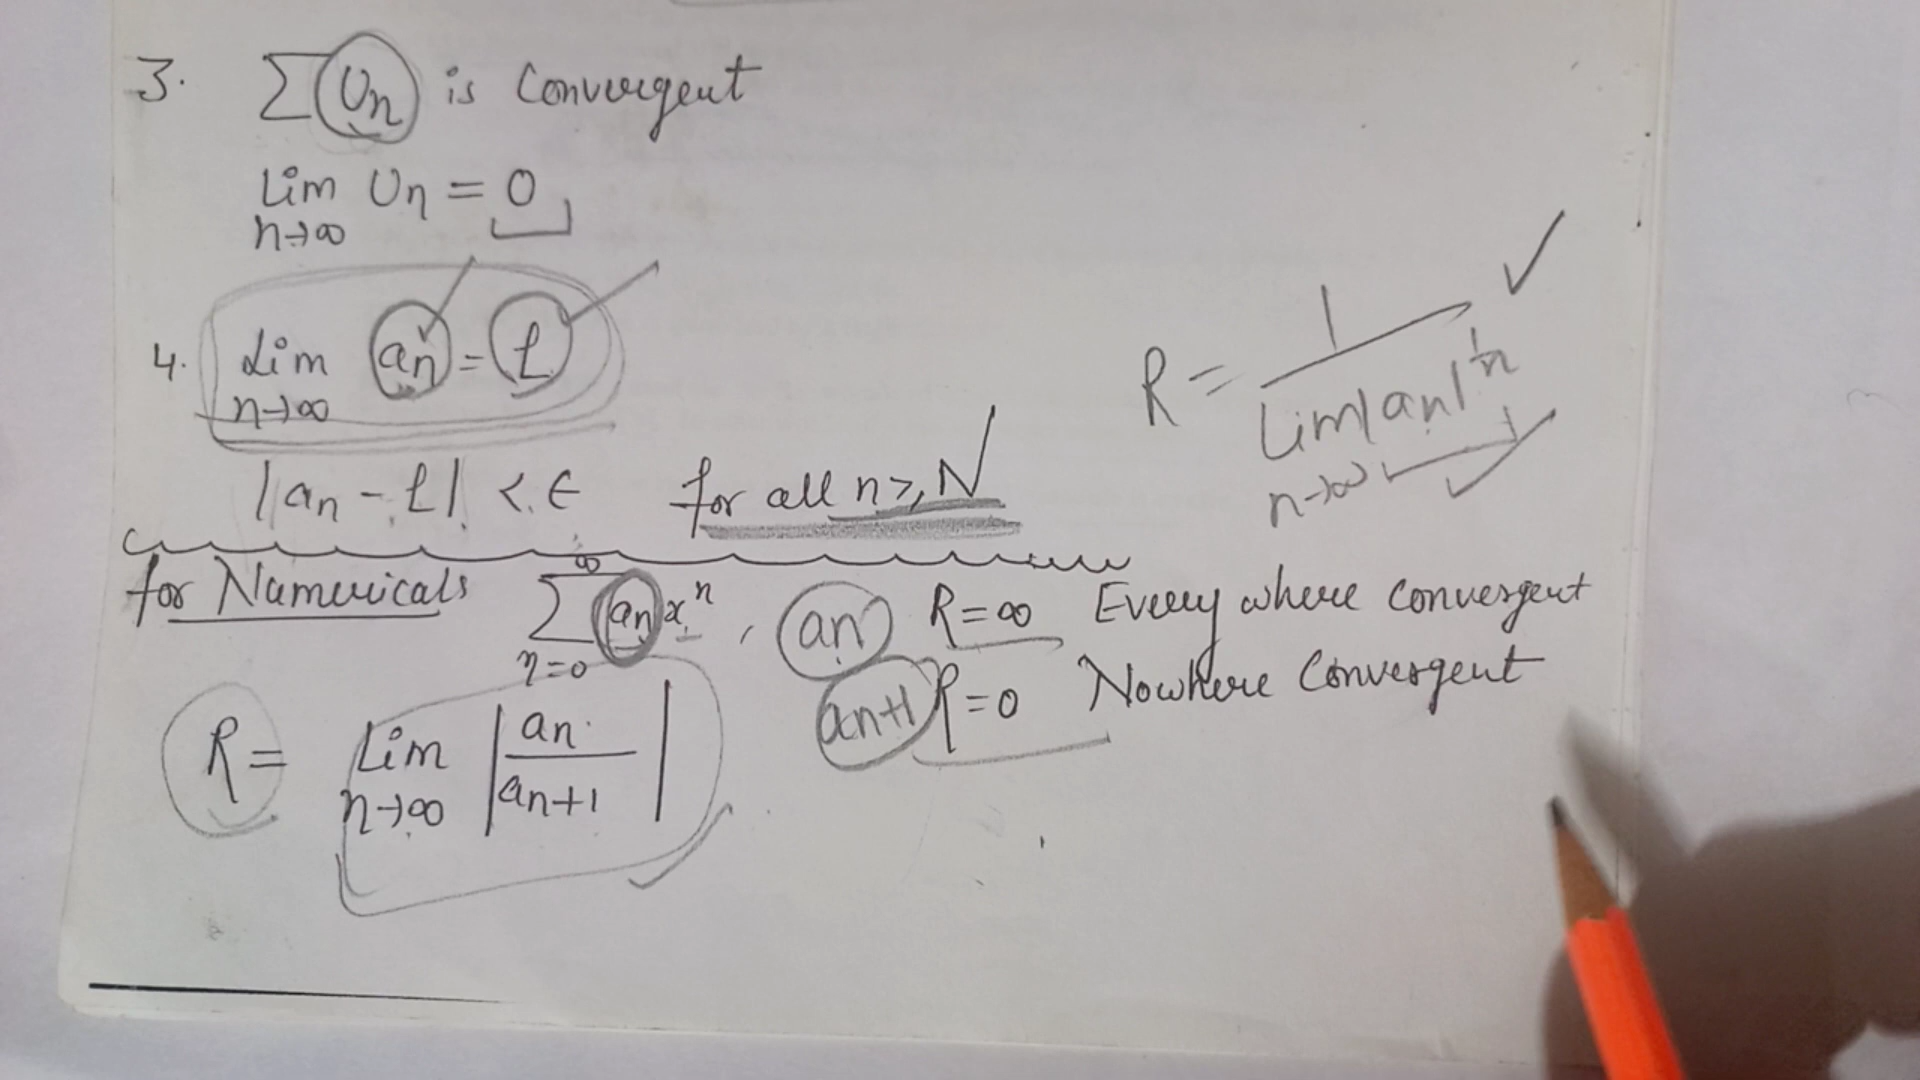 3. Σ Un is Convergent
Lim Un = 0
n→∞
4. Lim an = l
n→∞
R = 1 / Lim |an|^1/n
n→∞
|an - l| < ϵ for all n ≥ N
for Numericals ∞ Σ n=0 an x^n , an R = ∞ Every where convergent
an+1 R = 0 Nowhere Convergent
R = Lim n→∞ | an / an+1 |